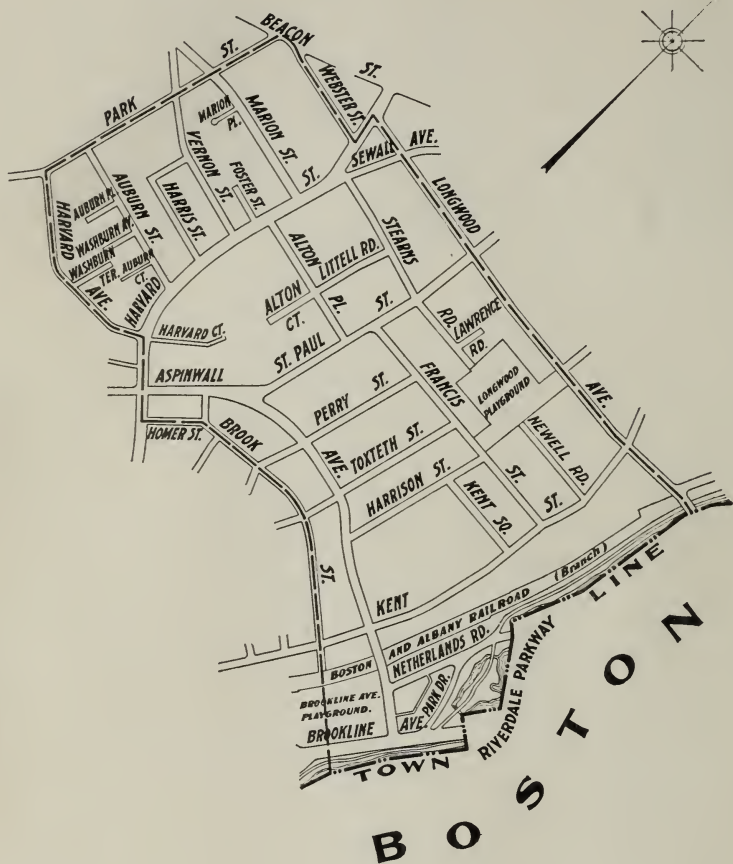 BEACON
ST.
PARK
WEBSTER ST.
ST.
MARION
PL.
MARION ST.
VERNON ST.
FOSTER ST.
ST.
SEWALL
AVE.
HARVARD
AVE.
AUBURN PL.
AUBURN ST.
HARRIS ST.
WASHBURN AV.
WASHBURN
TER.
AUBURN
CT.
HARVARD
LONGWOOD
AVE.
ALTON
PL.
LITTELL RD.
STEARNS
RD.
ALTON
CT.
ST.
HARVARD CT.
ST. PAUL
LAWRENCE
RD.
ASPINWALL
AVE.
PERRY ST.
FRANCIS
ST.
LONGWOOD
PLAYGROUND
HOMER ST.
BROOK
ST.
TOXTETH ST.
NEWELL RD.
HARRISON ST.
KENT SQ.
ST.
KENT
BOSTON AND ALBANY RAILROAD (Branch)
NETHERLANDS RD.
BROOKLINE AVE.
PLAYGROUND.
PARK DR.
BROOKLINE AVE.
RIVERDALE PARKWAY
TOWN LINE
BOSTON